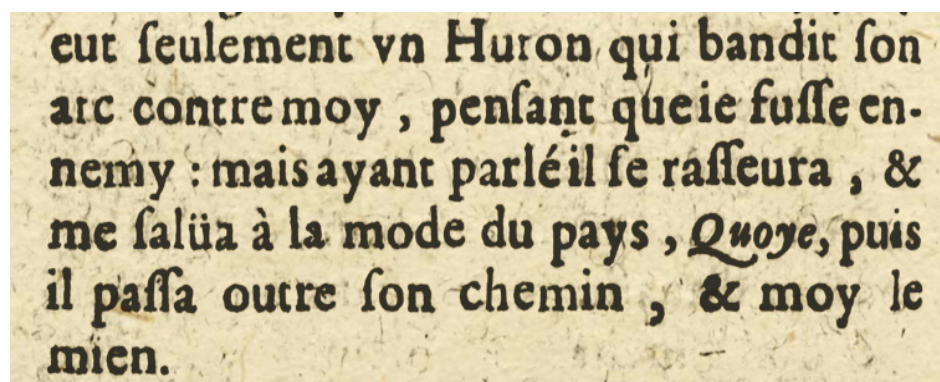 eut ſeulement vn Huron qui bandit ſon
arc contre moy, penſant que ie fuſſe en-
nemy : mais ayant parlé il ſe raſſeura, &
me ſalüa à la mode du pays, Quoye, puis
il paſſa outre ſon chemin, & moy le
mien.